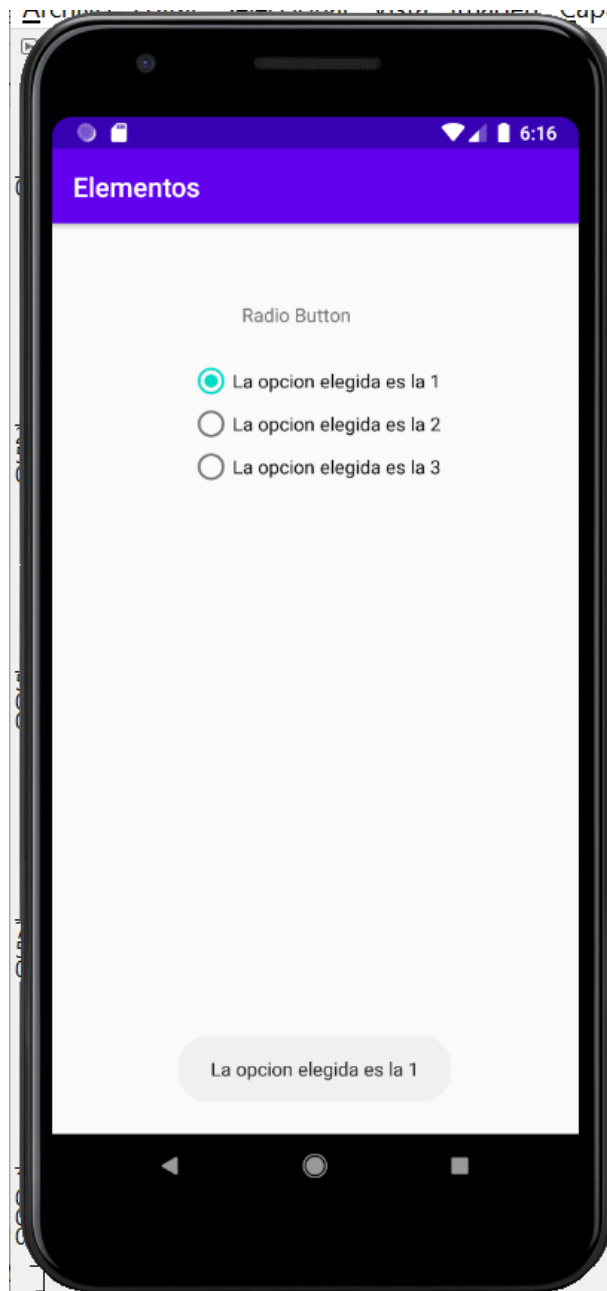 6:16
Elementos
Radio Button
La opcion elegida es la 1
La opcion elegida es la 2
La opcion elegida es la 3
La opcion elegida es la 1